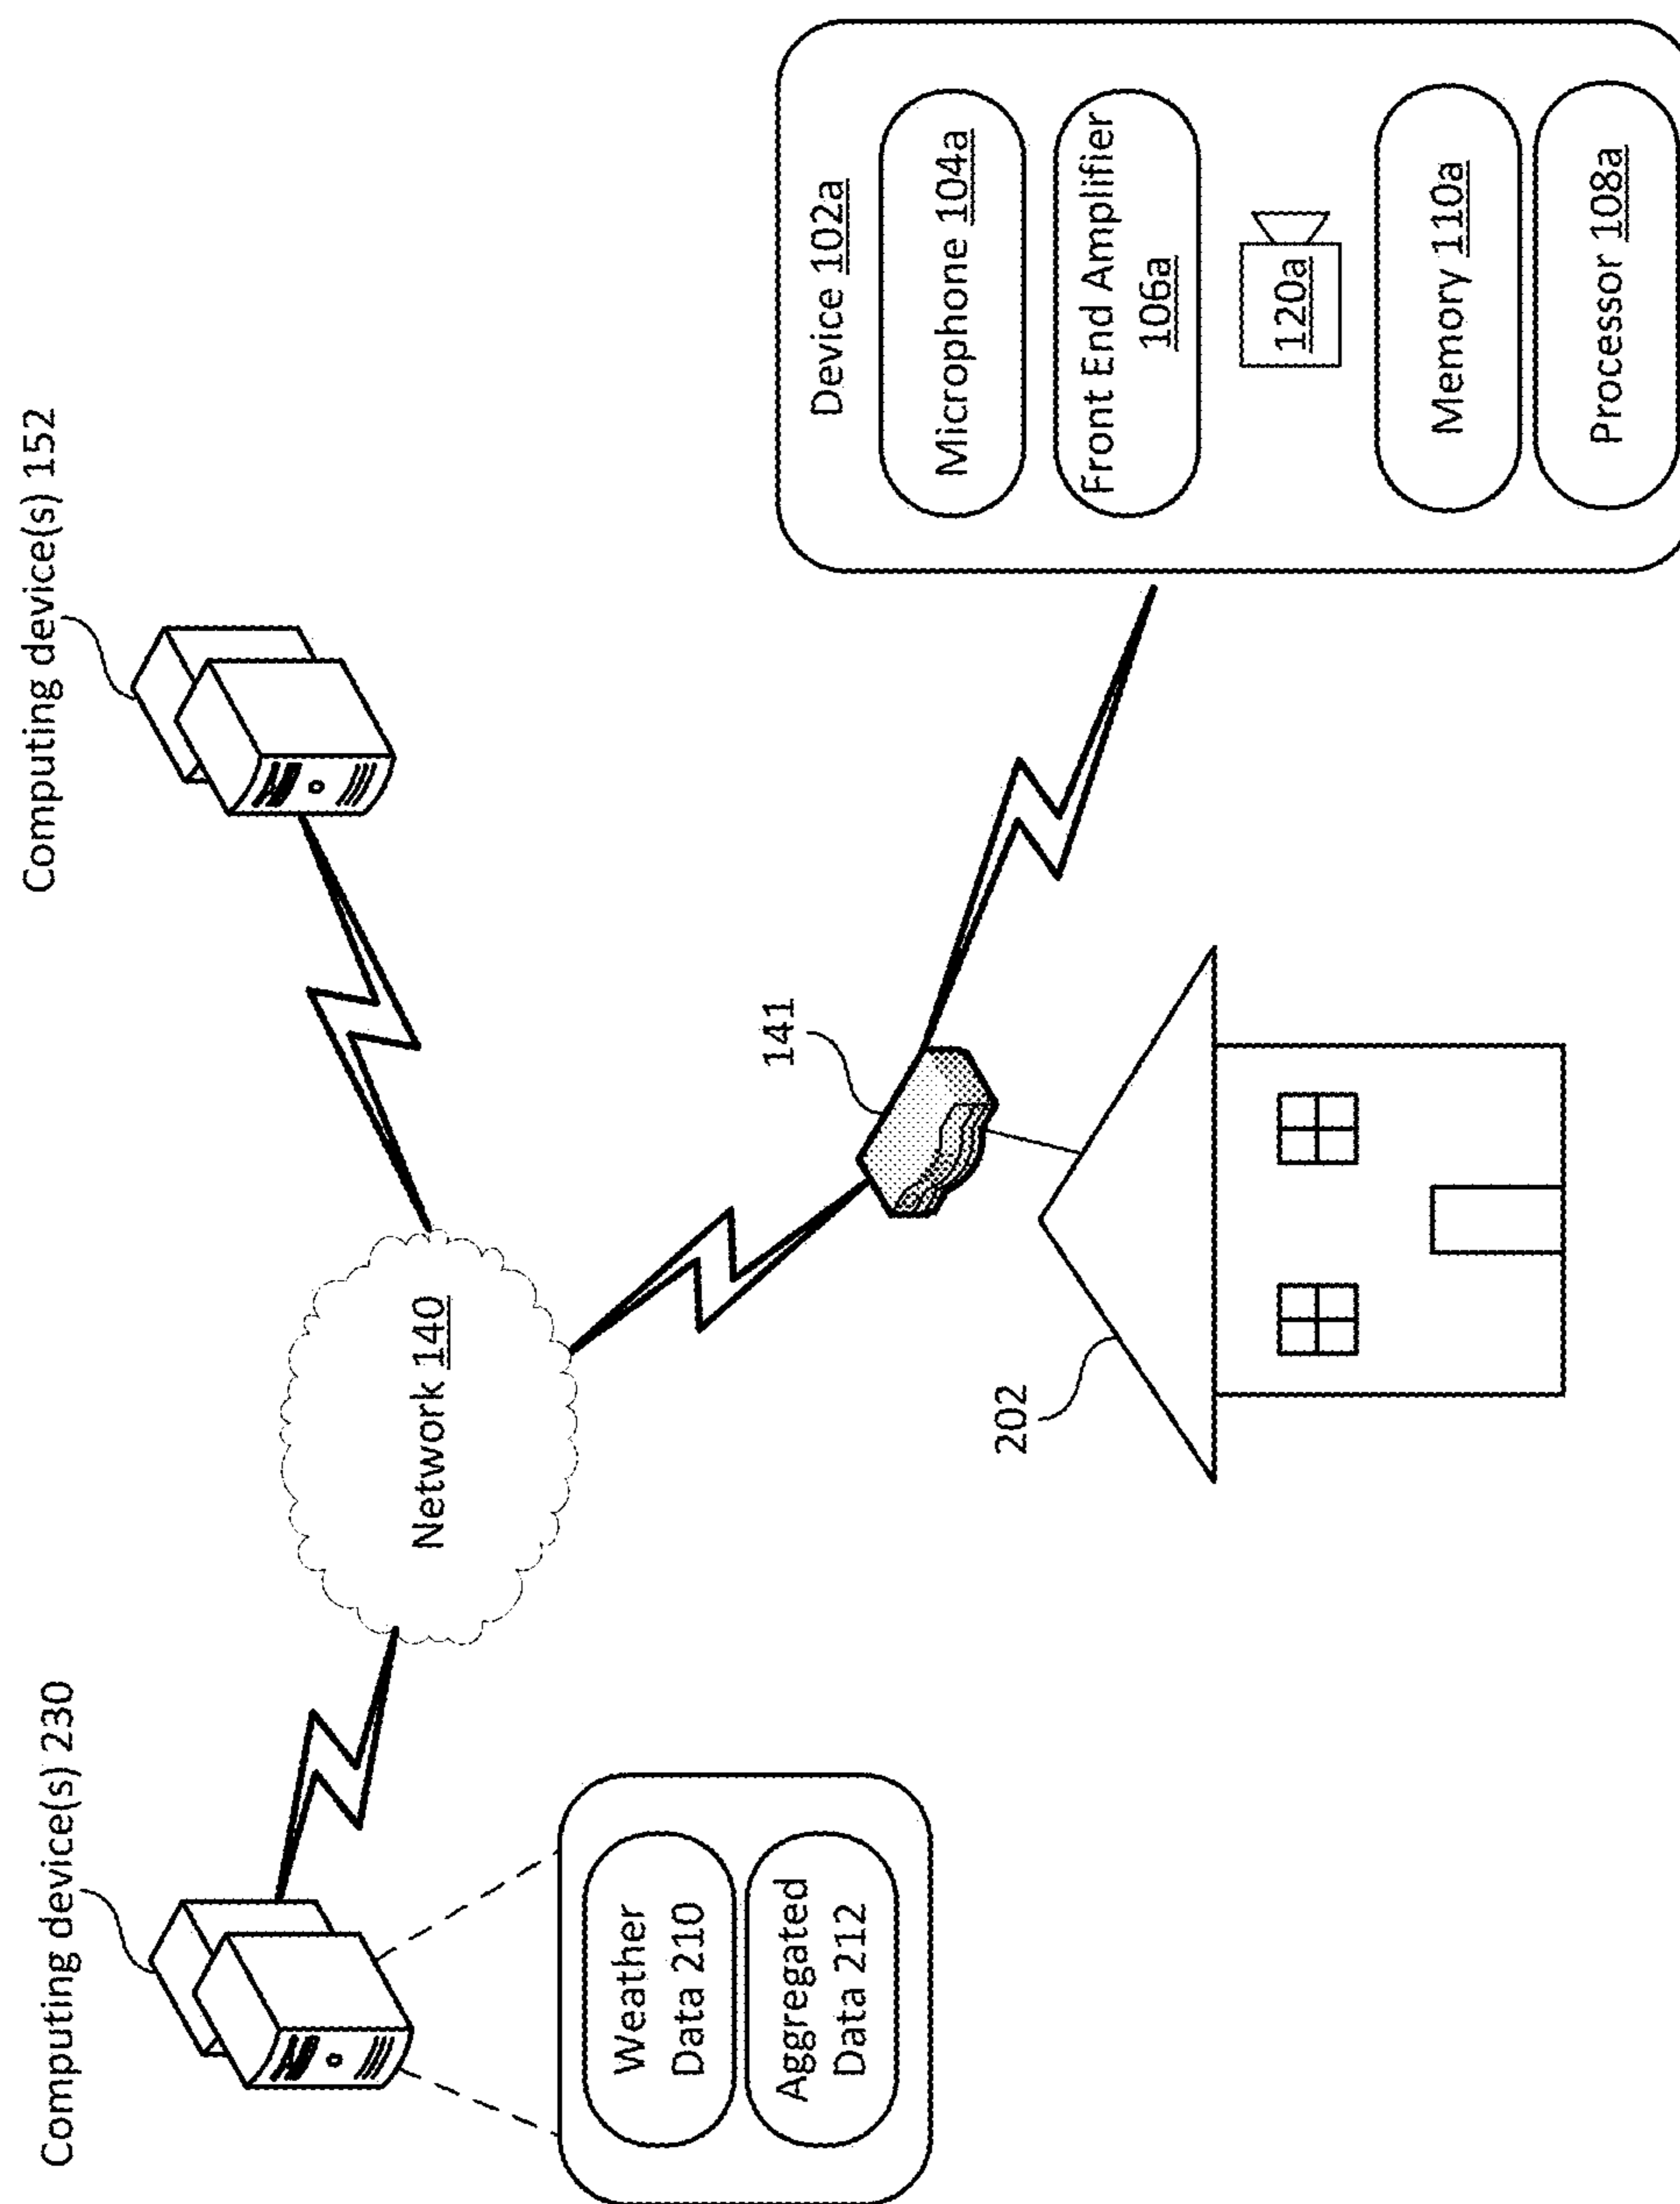 Computing device(s) 230
Computing device(s) 152
Network 140
Weather
Data 210
Aggregated
Data 212
141
202
Device 102a
Microphone 104a
Front End Amplifier
106a
120a
Memory 110a
Processor 108a